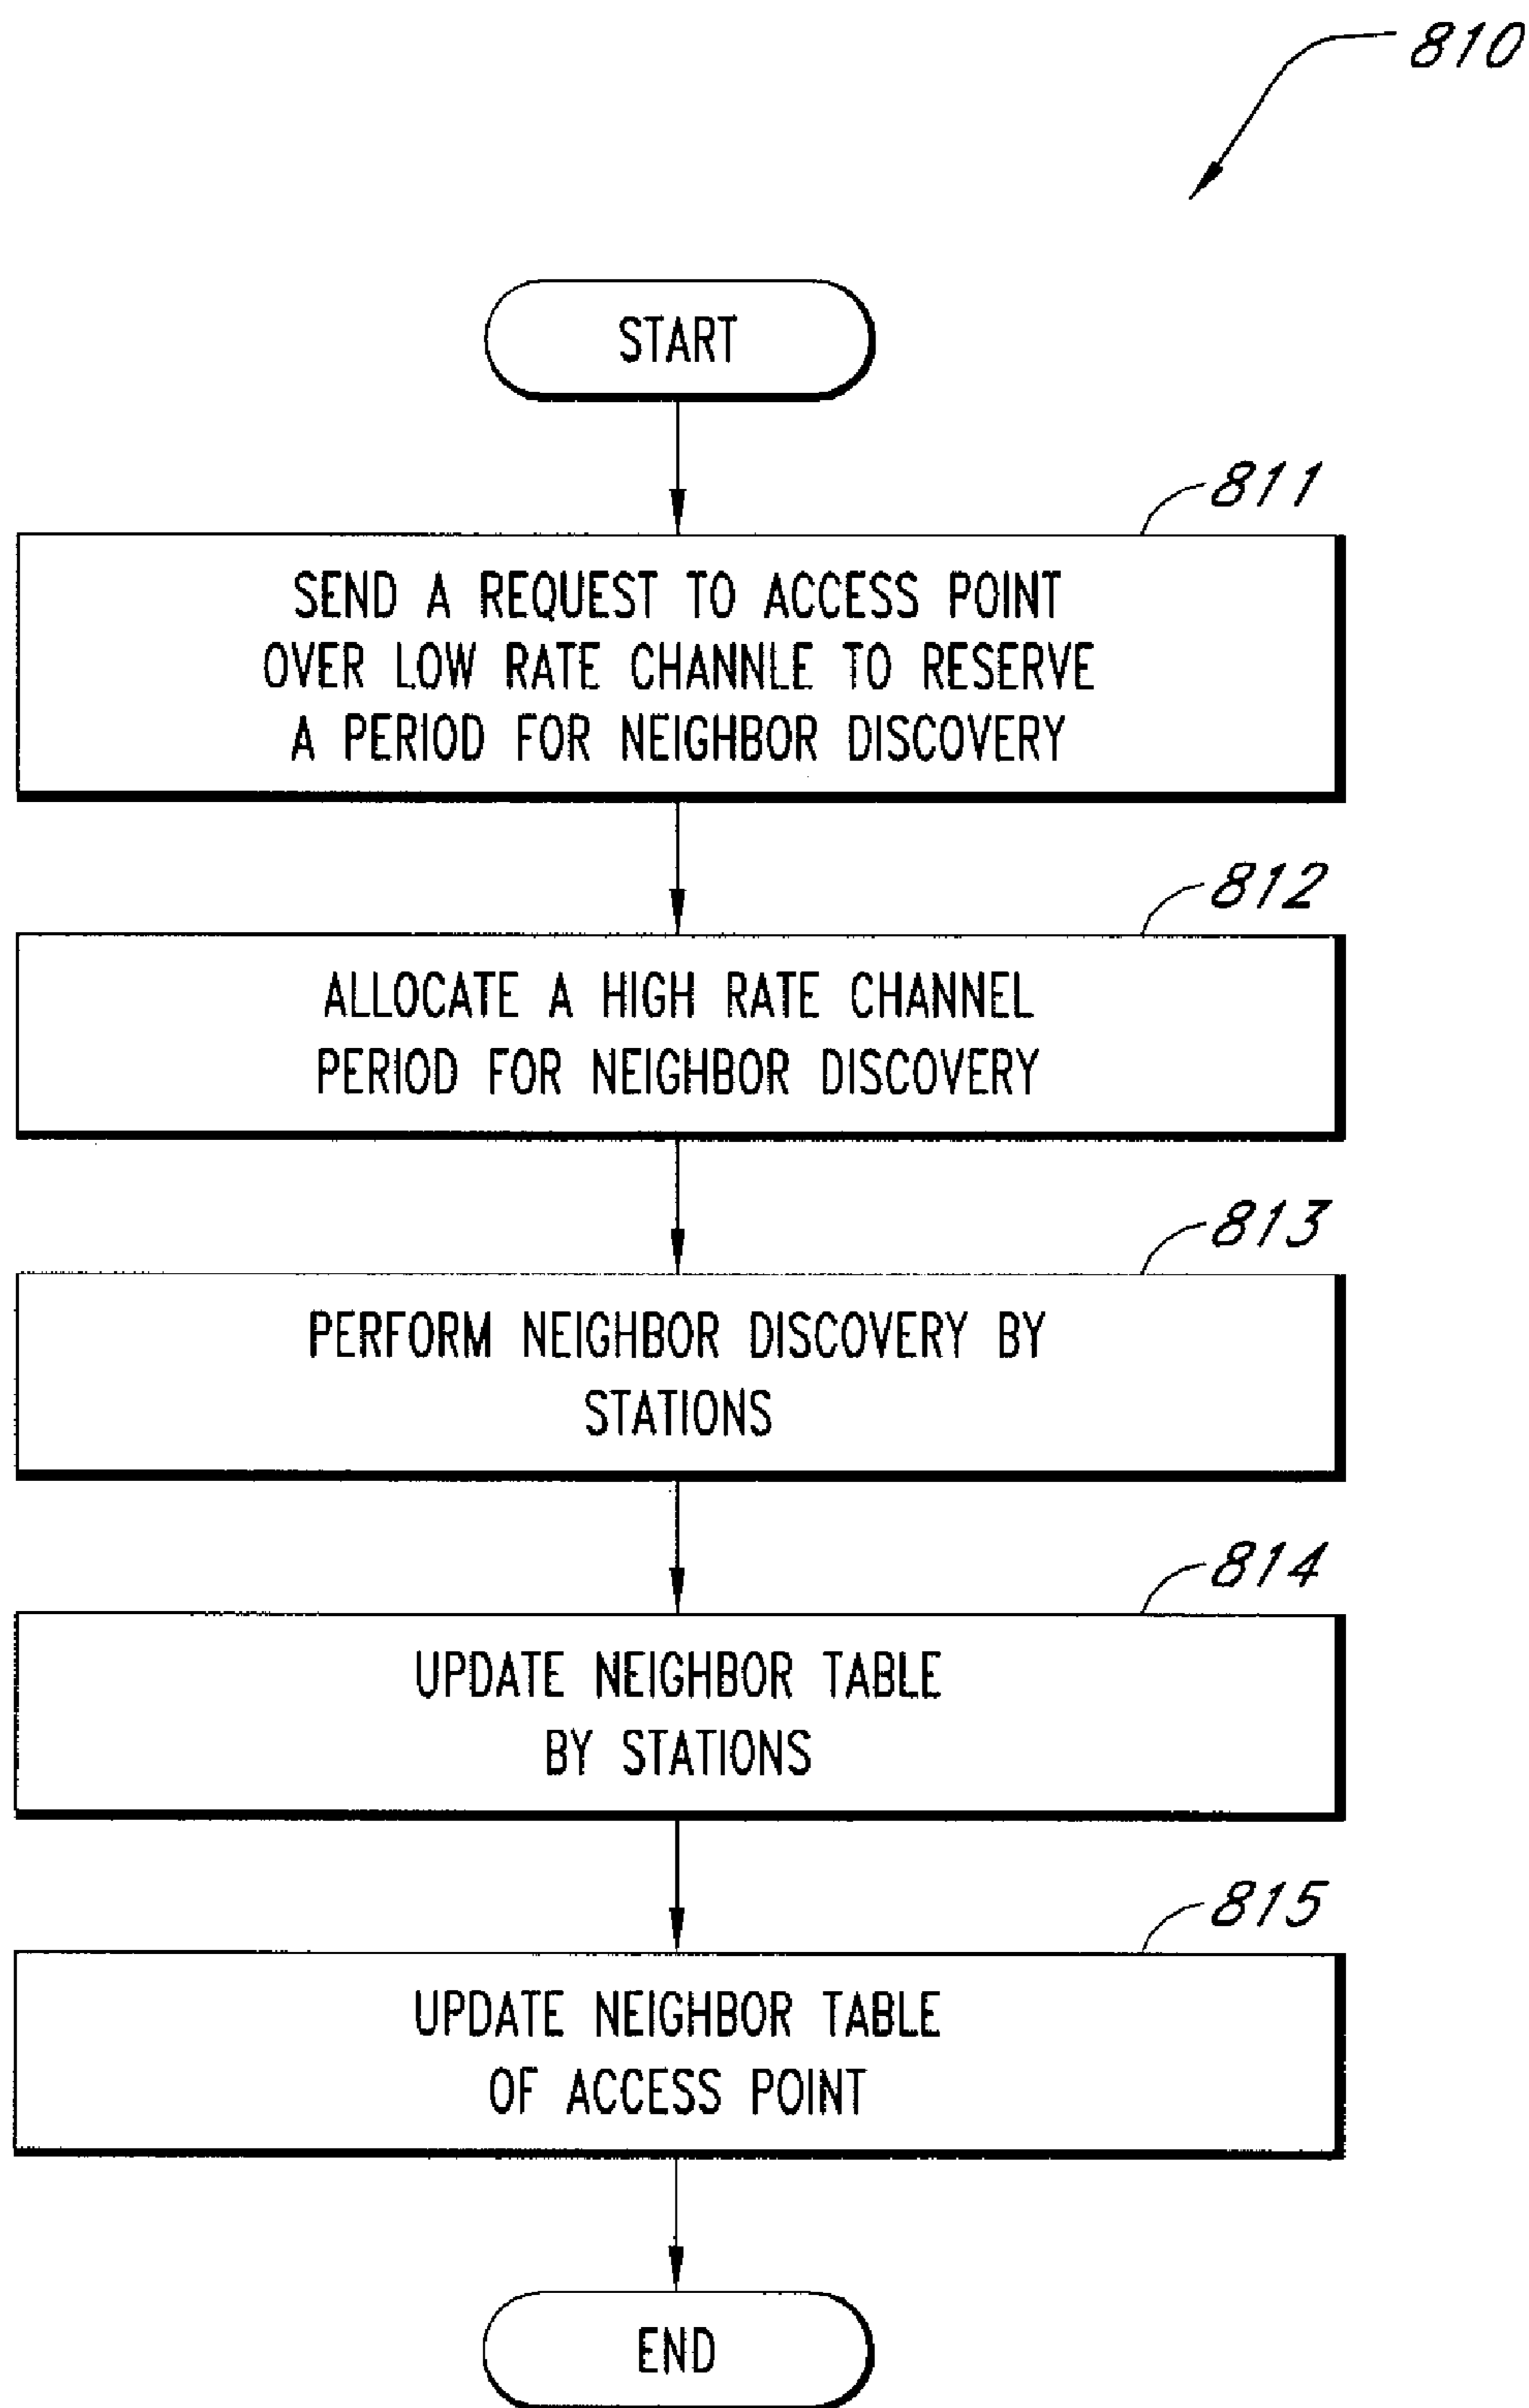 810
START
811
SEND A REQUEST TO ACCESS POINT
OVER LOW RATE CHANNLE TO RESERVE
A PERIOD FOR NEIGHBOR DISCOVERY
812
ALLOCATE A HIGH RATE CHANNEL
PERIOD FOR NEIGHBOR DISCOVERY
813
PERFORM NEIGHBOR DISCOVERY BY
STATIONS
814
UPDATE NEIGHBOR TABLE
BY STATIONS
815
UPDATE NEIGHBOR TABLE
OF ACCESS POINT
END